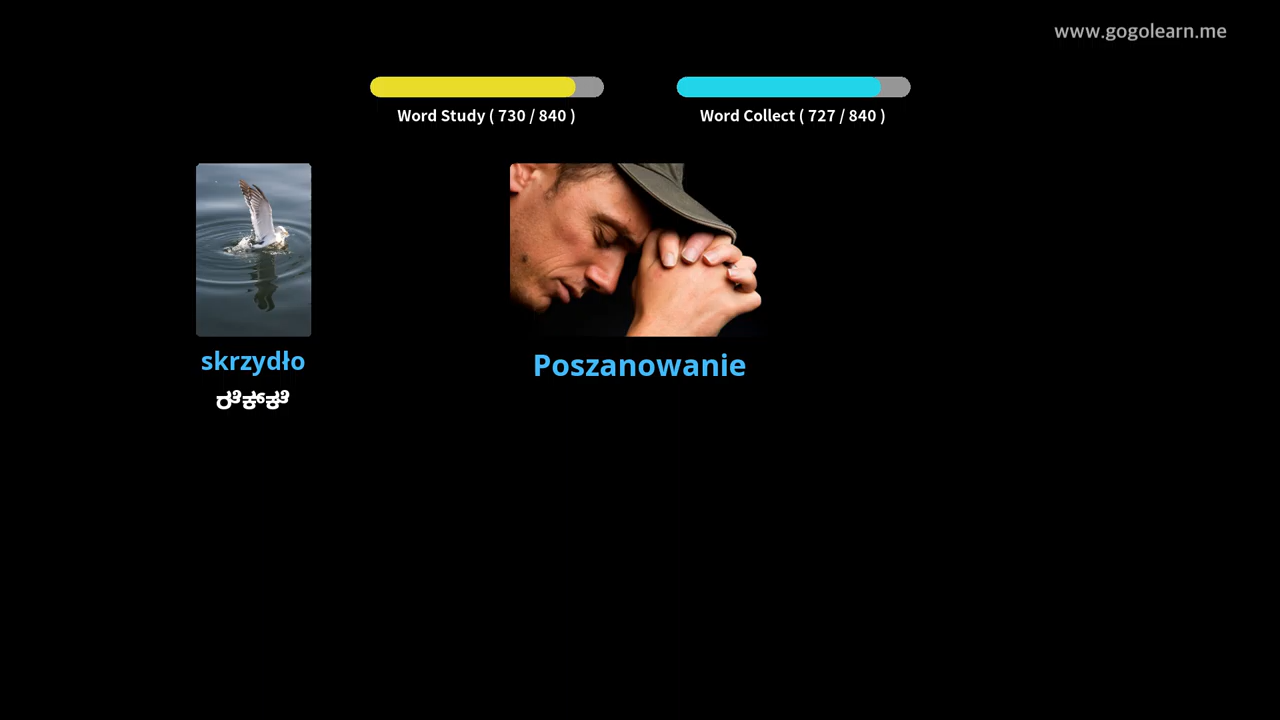 www.gogolearn.me
Word Study ( 730 / 840 )
Word Collect ( 727 / 840 )
skrzydło
Poszanowanie
ರೆಕ್ಕೆ